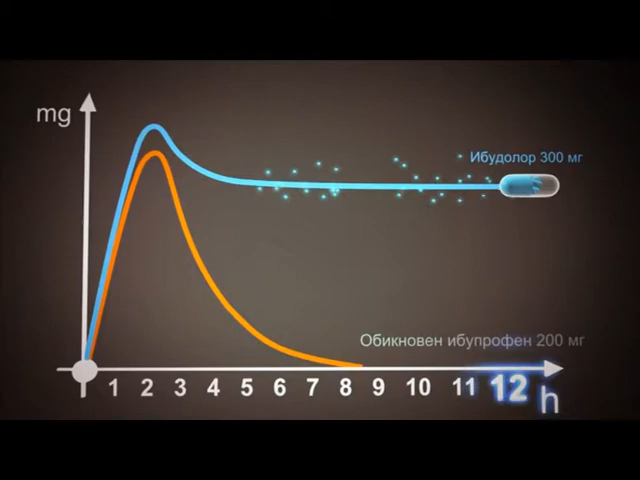 mg
Ибудолор 300 мг
Обикновен ибупрофен 200 мг
1 2 3 4 5 6 7 8 9 10 11 12 h